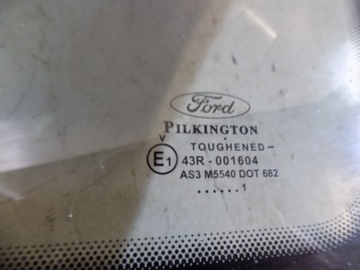 Ford
PILKINGTON
TOUGHENED-
V
E1 43R-001604
AS3 M5540 DOT 682
...... 1